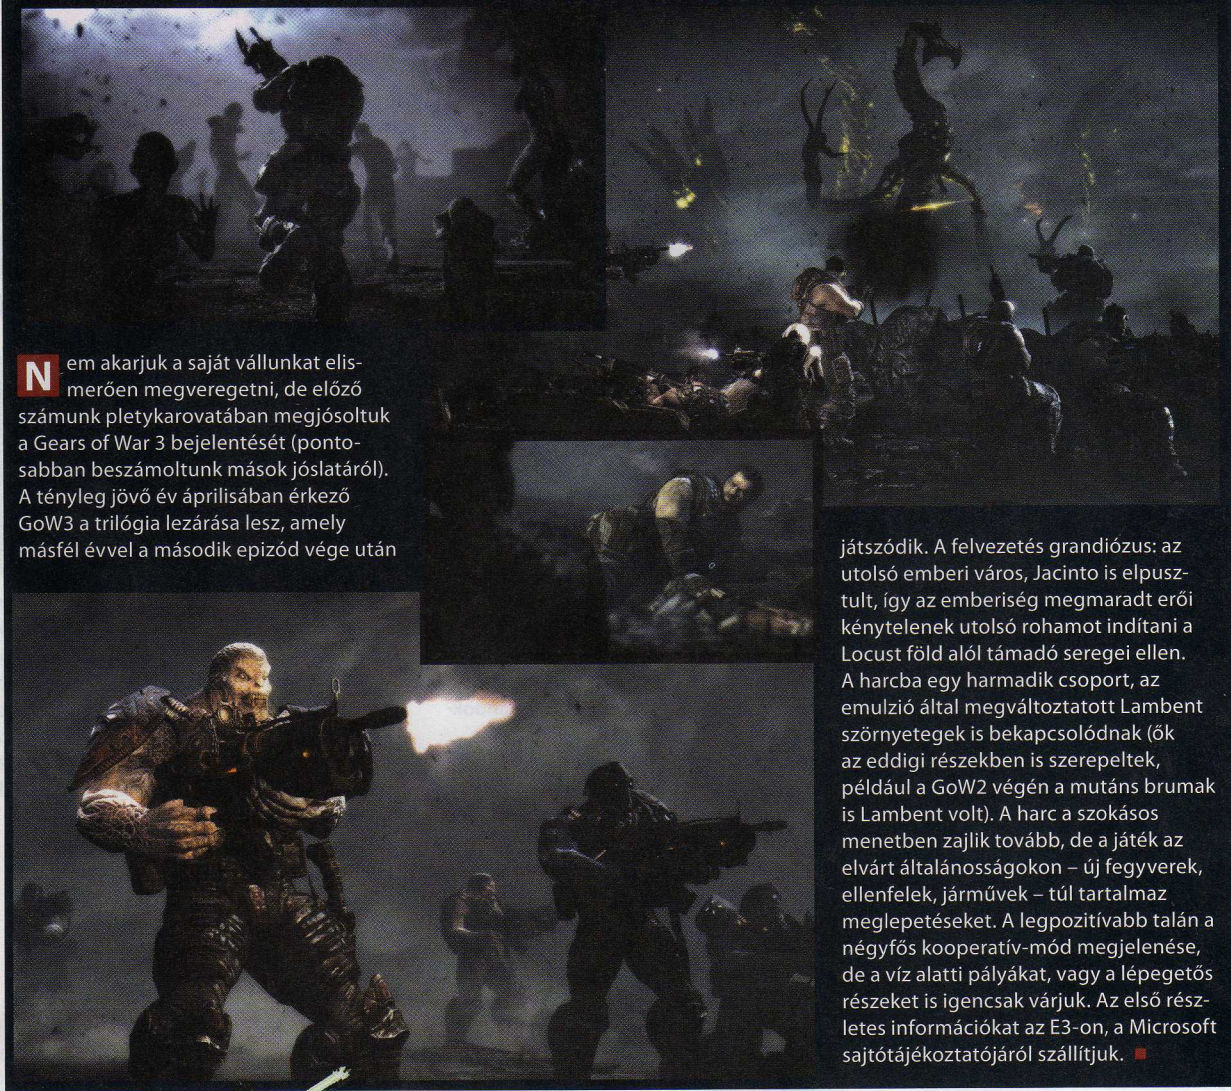 Nem akarjuk a saját vállunkat elis-
merően megveregetni, de előző
számunk pletykarovatában megjósoltuk
a Gears of War 3 bejelentését (ponto-
sabban beszámoltunk mások jóslatáról).
A tényleg jövő év áprilisában érkező
GoW3 a trilógia lezárása lesz, amely
másfél évvel a második epizód vége után
játszódik. A felvezetés grandiózus: az
utolsó emberi város, Jacinto is elpusz-
tult, így az emberiség megmaradt erői
kénytelenek utolsó rohamot indítani a
Locust föld alól támadó seregei ellen.
A harcba egy harmadik csoport, az
emulzió által megváltoztatott Lambent
szörnyetegek is bekapcsolódnak (ők
az eddigi részekben is szerepeltek,
például a GoW2 végén a mutáns brumak
is Lambent volt). A harc a szokásos
menetben zajlik tovább, de a játék az
elvárt általánosságokon – új fegyverek,
ellenfelek, járművek – túl tartalmaz
meglepetéseket. A legpozitívabb talán a
négyfős kooperatív-mód megjelenése,
de a víz alatti pályákat, vagy a lépegetős
részeket is igencsak várjuk. Az első rész-
letes információkat az E3-on, a Microsoft
sajtótájékoztatójáról szállítjuk.